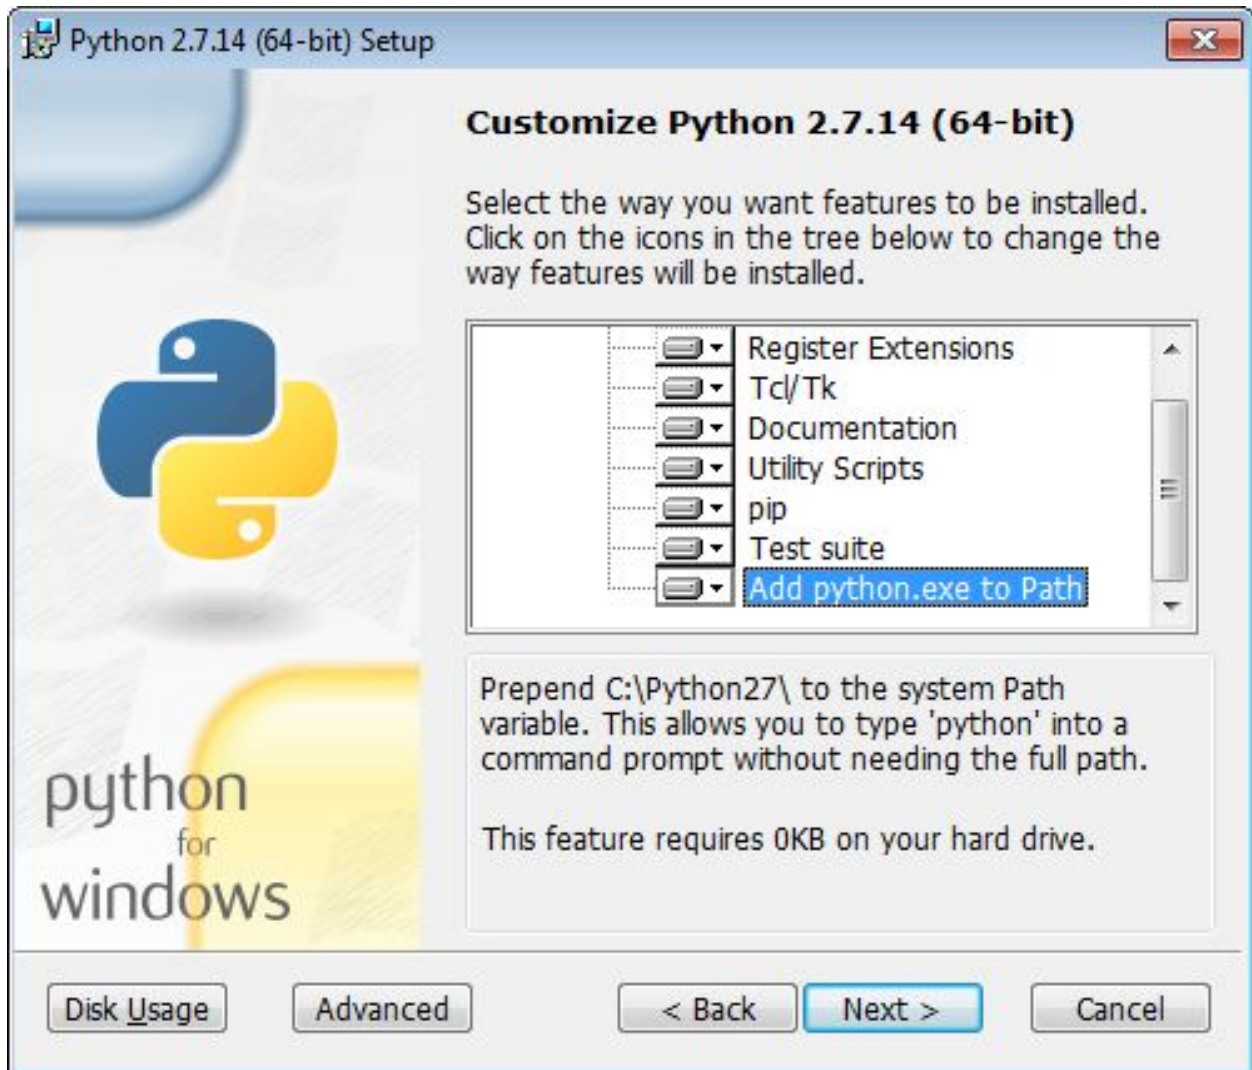 Python 2.7.14 (64-bit) Setup
Customize Python 2.7.14 (64-bit)
Select the way you want features to be installed.
Click on the icons in the tree below to change the
way features will be installed.
Register Extensions
Tcl/Tk
Documentation
Utility Scripts
pip
Test suite
Add python.exe to Path
Prepend C:\Python27\ to the system Path
variable. This allows you to type 'python' into a
command prompt without needing the full path.
This feature requires 0KB on your hard drive.
python
for
windows
Disk Usage
Advanced
< Back
Next >
Cancel